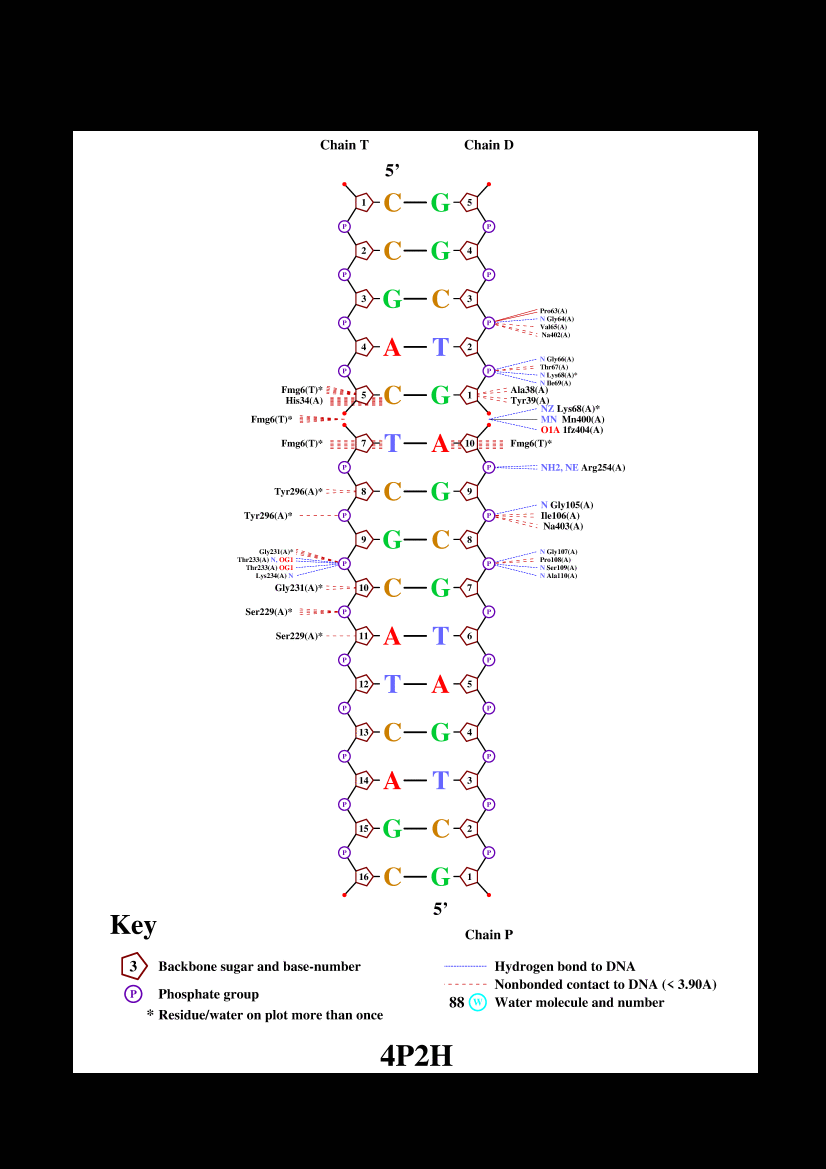 Chain T Chain D
5’
1 C G 5
P P
2 C G 4
P P
3 G C 3
Pro63(A)
N Gly64(A)
P P
Val65(A)
Na402(A)
4 A T 2
N Gly66(A)
Thr67(A)
P P
N Lys68(A)*
N Ile69(A)
Fmg6(T)* Ala38(A)
5 C G 1
His34(A) Tyr39(A)
NZ Lys68(A)*
Fmg6(T)* MN Mn400(A)
O1A 1fz404(A)
Fmg6(T)* 7 T A 10 Fmg6(T)*
P P NH2, NE Arg254(A)
Tyr296(A)* 8 C G 9
N Gly105(A)
Tyr296(A)* P P Ile106(A)
Na403(A)
9 G C 8
Gly231(A)* N Gly107(A)
Thr233(A) N, OG1 Pro108(A)
P P
Thr233(A) OG1 N Ser109(A)
Lys234(A) N N Ala110(A)
Gly231(A)* 10 C G 7
Ser229(A)* P P
Ser229(A)* 11 A T 6
P P
12 T A 5
P P
13 C G 4
P P
14 A T 3
P P
15 G C 2
P P
16 C G 1
5’
Chain P
Key
3 Backbone sugar and base-number
P Phosphate group
* Residue/water on plot more than once
Hydrogen bond to DNA
Nonbonded contact to DNA (< 3.90A)
88 W Water molecule and number
4P2H